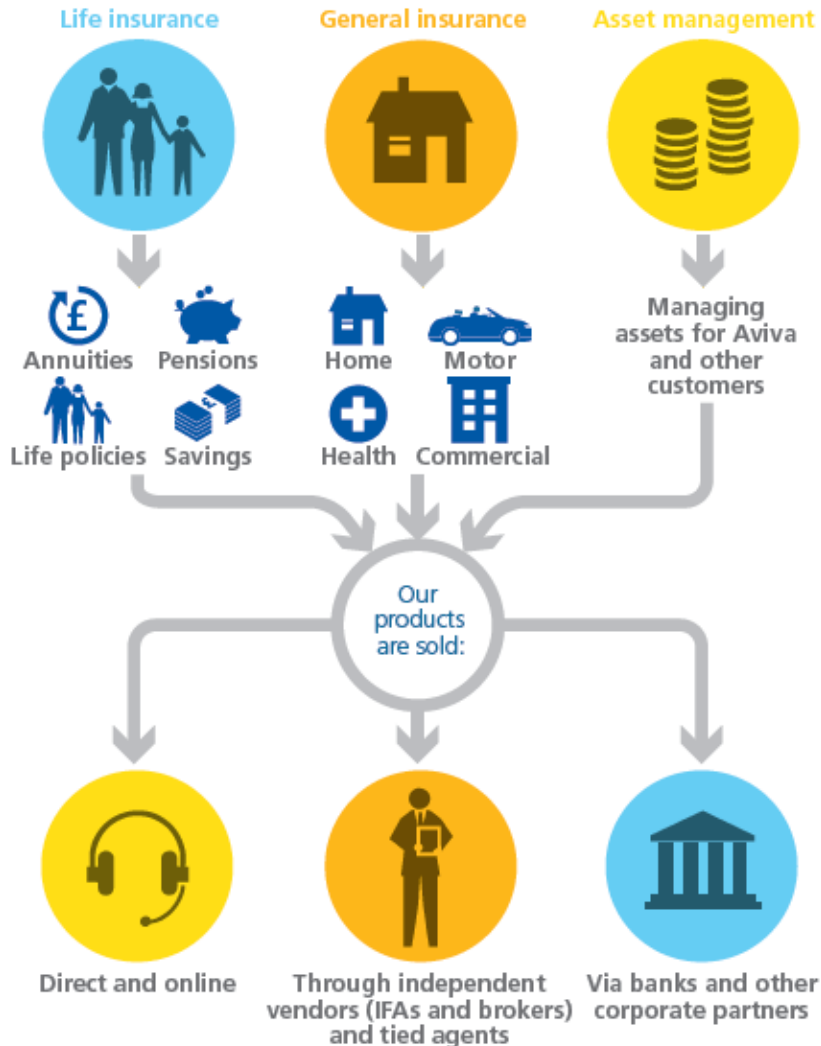 Life insurance
General insurance
Asset management
£
Annuities
Pensions
Life policies
£
Savings
Home
Motor
Health
Commercial
Managing
assets for Aviva
and other
customers
Our
products
are sold:
Direct and online
Through independent
vendors (IFAs and brokers)
and tied agents
Via banks and other
corporate partners